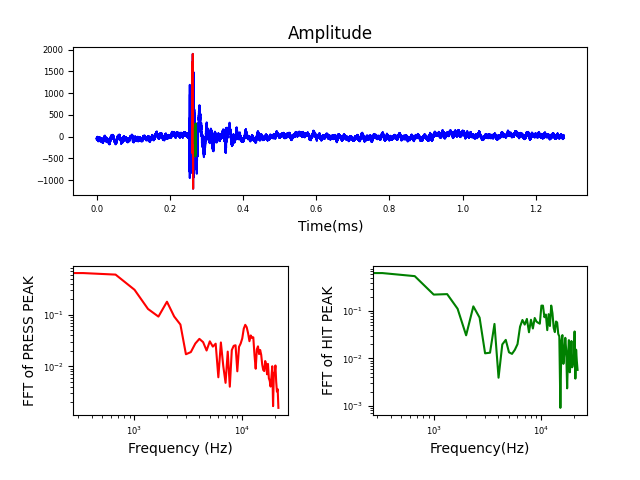 Amplitude
2000
1500
1000
500
0
−500
−1000
0.0 0.2 0.4 0.6 0.8 1.0 1.2
Time(ms)
FFT of PRESS PEAK
10⁻¹
10⁻²
10³ 10⁴
Frequency (Hz)
FFT of HIT PEAK
10⁻¹
10⁻²
10⁻³
10³ 10⁴
Frequency(Hz)